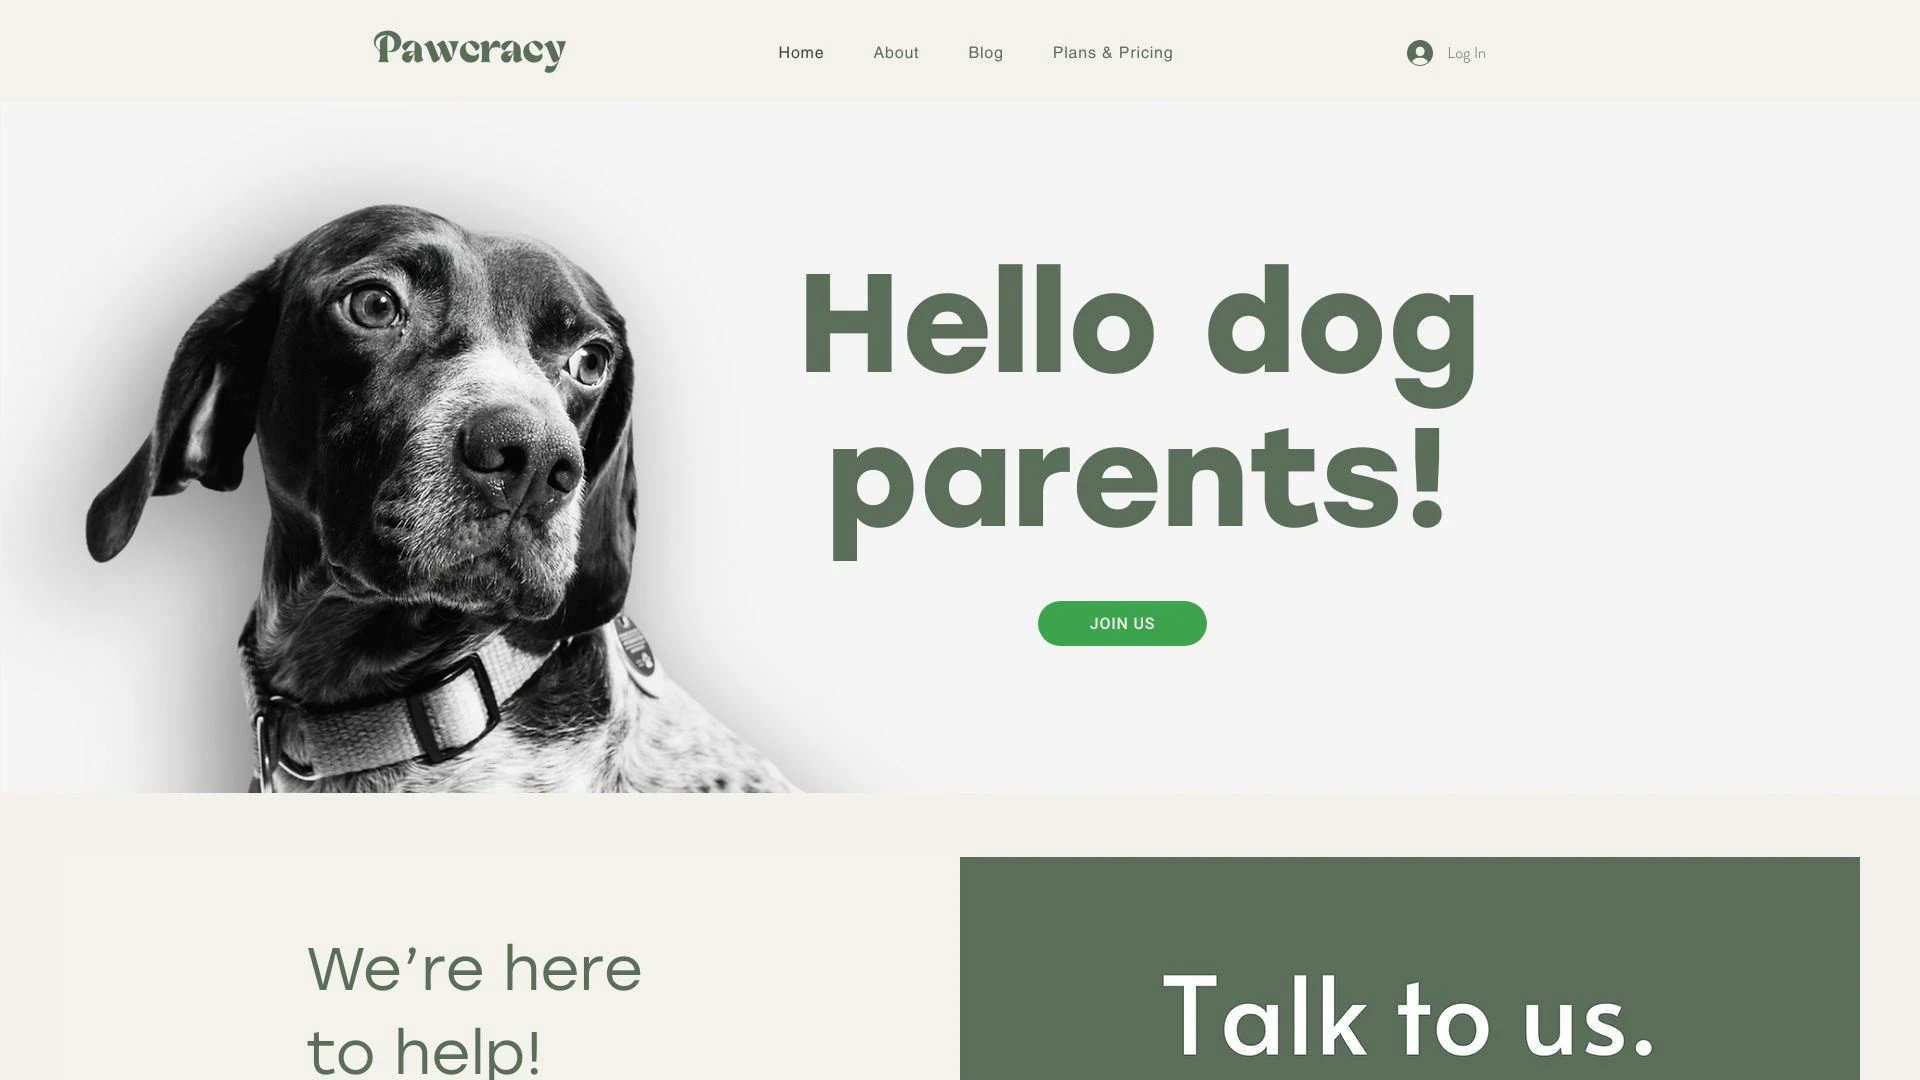 Pawcracy
Home
About
Blog
Plans & Pricing
Log In
Hello dog
parents!
JOIN US
We’re here
to help!
Talk to us.